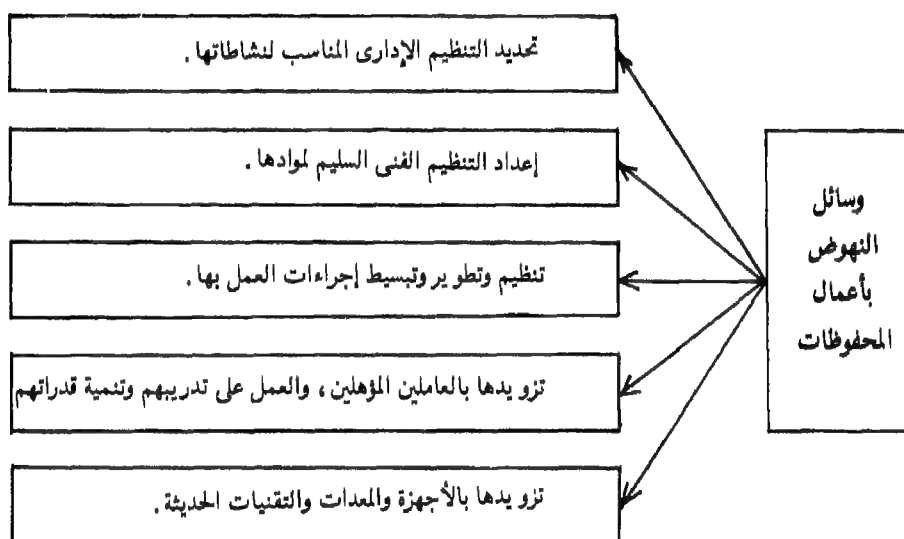 وسائل
النهوض
بأعمال
المحفوظات
تحديد التنظيم الإدارى المناسب لنشاطاتها .
إعداد التنظيم الفنى السليم لموادها .
تنظيم وتطوير وتبسيط إجراءات العمل بها .
تزويدها بالعاملين المؤهلين ، والعمل على تدريبهم وتنمية قدراتهم
تزويدها بالأجهزة والمعدات والتقنيات الحديثة .